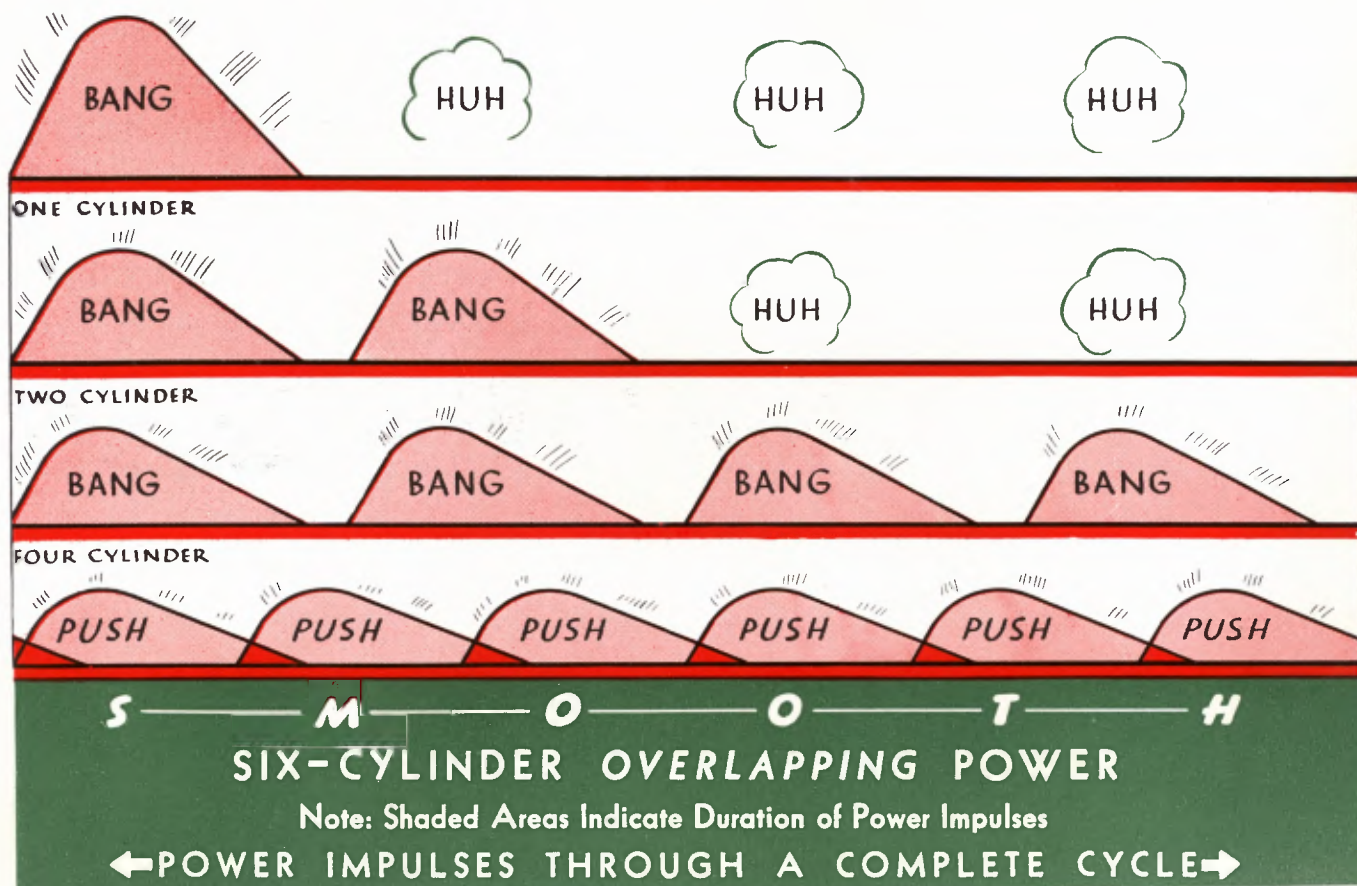 BANG HUH HUH HUH
ONE CYLINDER
BANG BANG HUH HUH
TWO CYLINDER
BANG BANG BANG BANG
FOUR CYLINDER
PUSH PUSH PUSH PUSH PUSH PUSH
S M O O T H
SIX-CYLINDER OVERLAPPING POWER
Note: Shaded Areas Indicate Duration of Power Impulses
←POWER IMPULSES THROUGH A COMPLETE CYCLE→